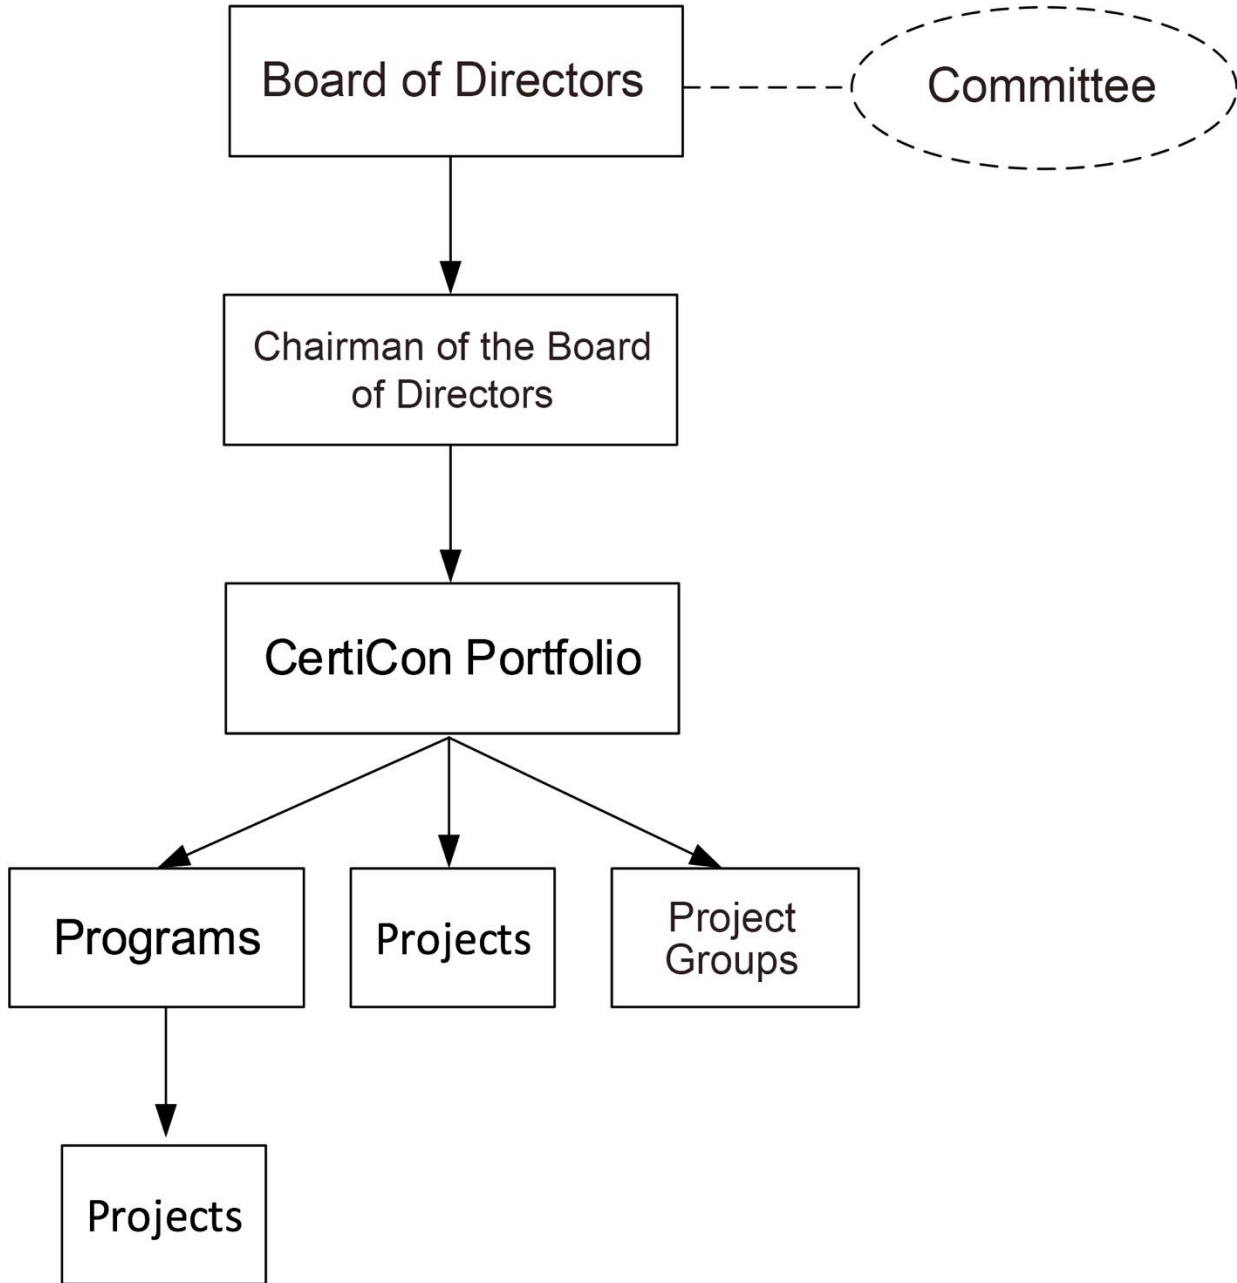 Board of Directors
Committee
Chairman of the Board
of Directors
CertiCon Portfolio
Programs
Projects
Project
Groups
Projects